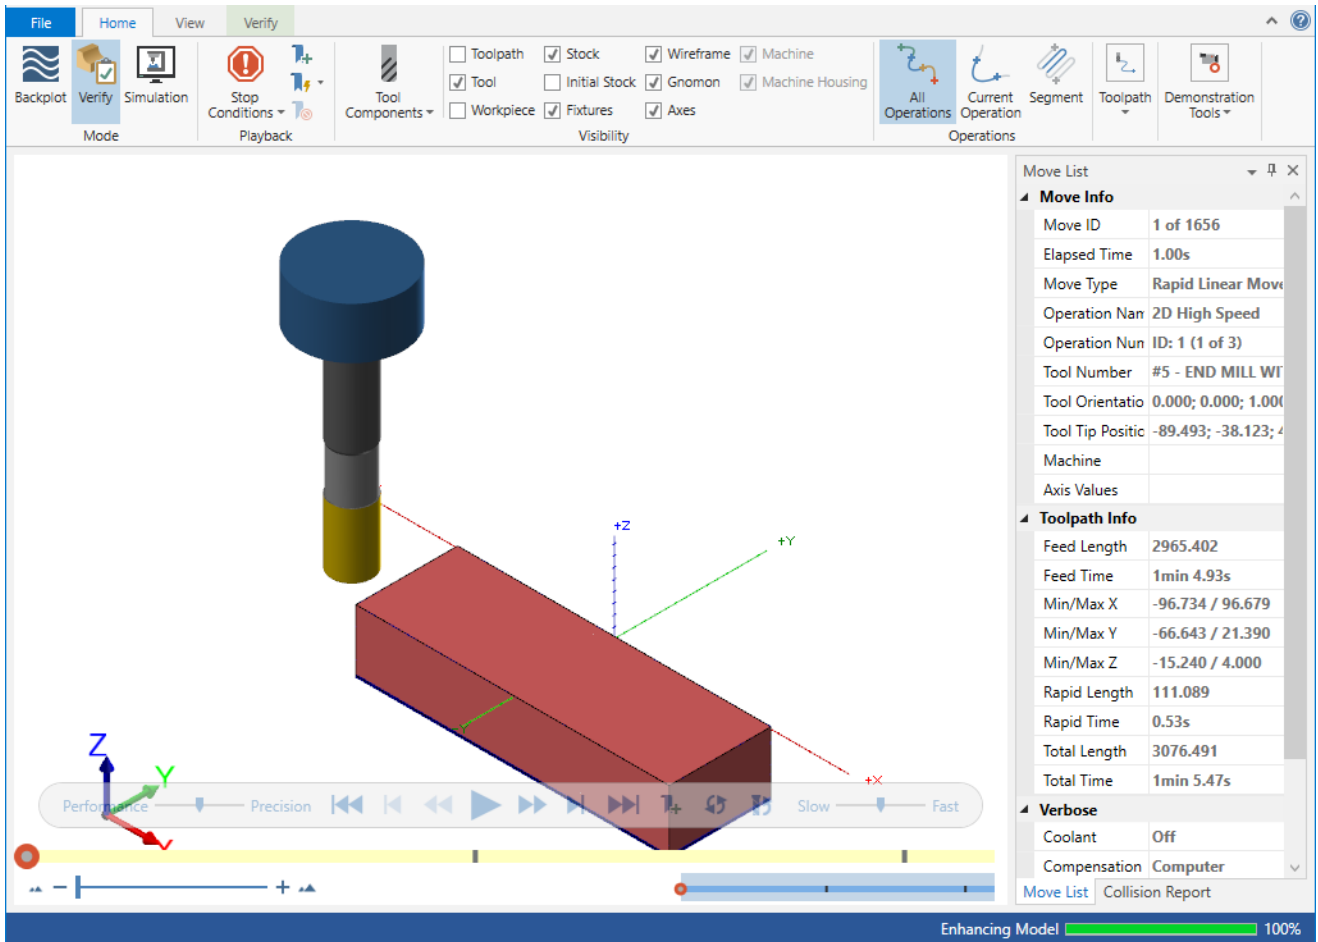 File Home View Verify
Toolpath Stock Wireframe Machine
Tool Initial Stock Gnomon Machine Housing
Workpiece Fixtures Axes
Backplot Verify Simulation
Stop Conditions
Tool Components
All Operations
Current Operation
Segment
Toolpath
Demonstration Tools
Mode Playback Visibility Operations
Move List
Move Info
Move ID 1 of 1656
Elapsed Time 1.00s
Move Type Rapid Linear Move
Operation Nam 2D High Speed
Operation Num ID: 1 (1 of 3)
Tool Number #5 - END MILL WI
Tool Orientatio 0.000; 0.000; 1.000
Tool Tip Positic -89.493; -38.123; 4
Machine
Axis Values
Toolpath Info
Feed Length 2965.402
Feed Time 1min 4.93s
Min/Max X -96.734 / 96.679
Min/Max Y -66.643 / 21.390
Min/Max Z -15.240 / 4.000
Rapid Length 111.089
Rapid Time 0.53s
Total Length 3076.491
Total Time 1min 5.47s
Verbose
Coolant Off
Compensation Computer
Move List Collision Report
+Z
+Y
+X
Z
Y
Performance Precision Slow Fast
Enhancing Model 100%